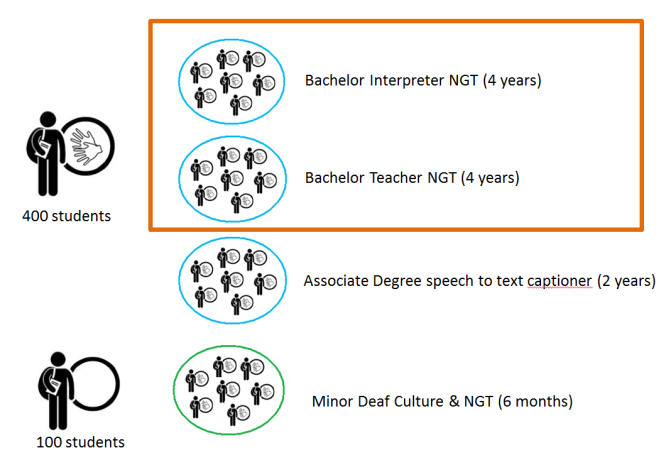 Bachelor Interpreter NGT (4 years)
Bachelor Teacher NGT (4 years)
400 students
Associate Degree speech to text captioner (2 years)
Minor Deaf Culture & NGT (6 months)
100 students